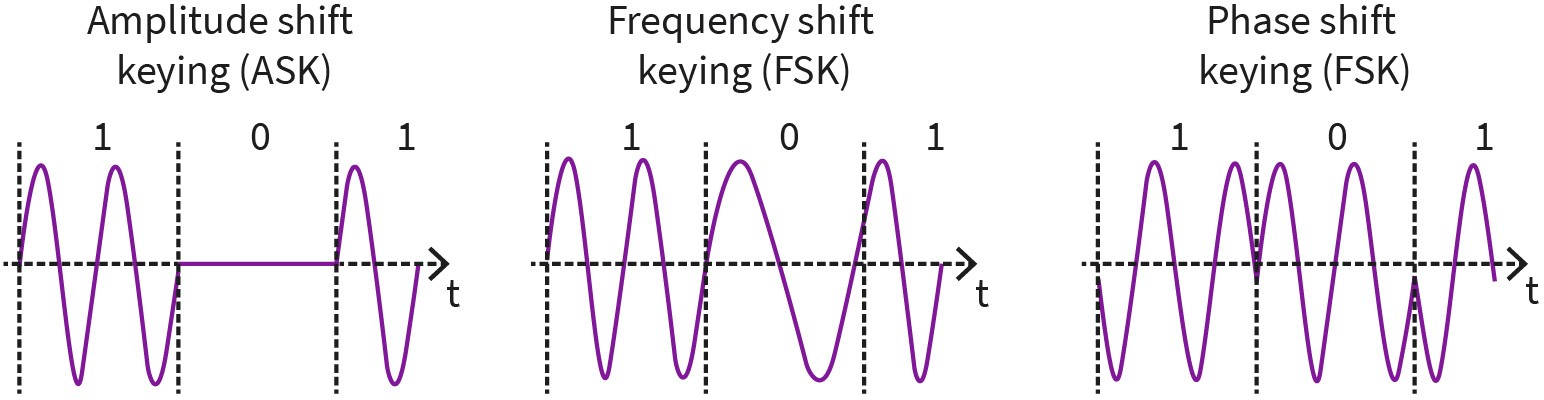 Amplitude shift
keying (ASK)
1 0 1
t
Frequency shift
keying (FSK)
1 0 1
t
Phase shift
keying (FSK)
1 0 1
t